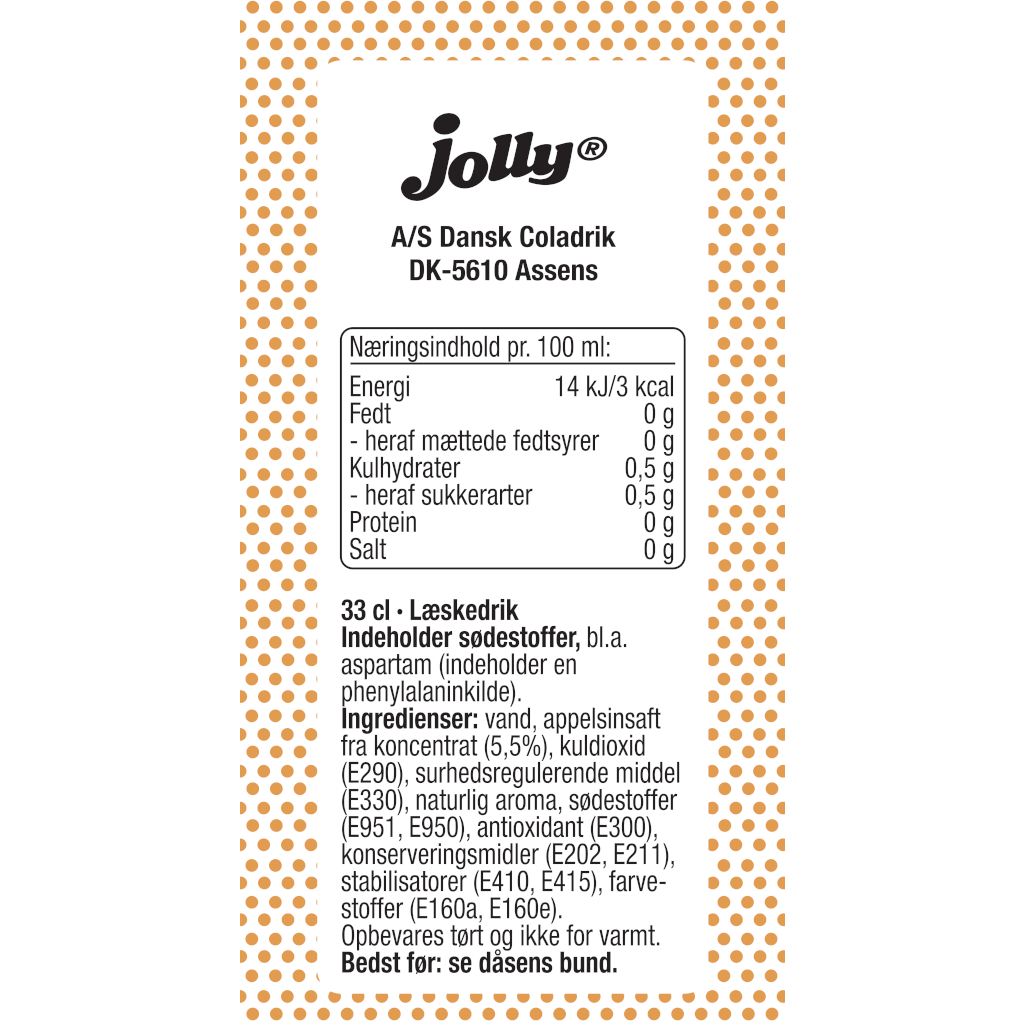 jolly®
A/S Dansk Coladrik
DK-5610 Assens
Næringsindhold pr. 100 ml:
Energi 14 kJ/3 kcal
Fedt 0 g
- heraf mættede fedtsyrer 0 g
Kulhydrater 0,5 g
- heraf sukkerarter 0,5 g
Protein 0 g
Salt 0 g
33 cl · Læskedrik
Indeholder sødestoffer, bl.a.
aspartam (indeholder en
phenylalaninkilde).
Ingredienser: vand, appelsinsaft
fra koncentrat (5,5%), kuldioxid
(E290), surhedsregulerende middel
(E330), naturlig aroma, sødestoffer
(E951, E950), antioxidant (E300),
konserveringsmidler (E202, E211),
stabilisatorer (E410, E415), farve-
stoffer (E160a, E160e).
Opbevares tørt og ikke for varmt.
Bedst før: se dåsens bund.